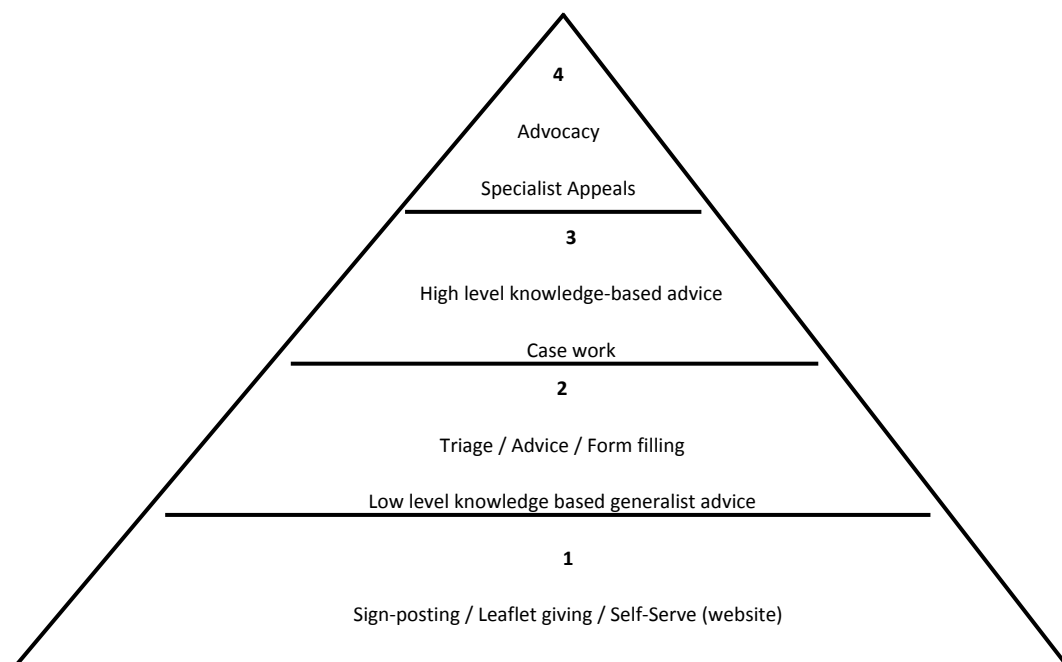 4
Advocacy
Specialist Appeals
3
High level knowledge-based advice
Case work
2
Triage / Advice / Form filling
Low level knowledge based generalist advice
1
Sign-posting / Leaflet giving / Self-Serve (website)